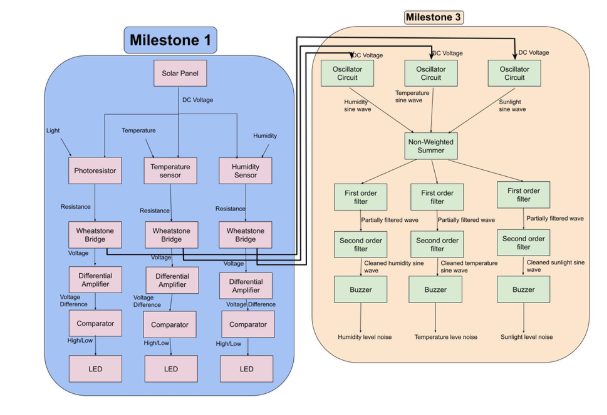 Milestone 1
Solar Panel
DC Voltage
Light
Temperature
Humidity
Photoresistor
Temperature
sensor
Humidity
Sensor
Resistance
Resistance
Resistance
Wheatstone
Bridge
Wheatstone
Bridge
Wheatstone
Bridge
Voltage
Voltage
Voltage
Differential
Amplifier
Differential
Amplifier
Differential
Amplifier
Voltage
Difference
Voltage
Difference
Voltage Difference
Comparator
Comparator
Comparator
High/Low
High/Low
High/Low
LED
LED
LED
Milestone 3
DC Voltage
DC Voltage
DC Voltage
Oscillator
Circuit
Oscillator
Circuit
Oscillator
Circuit
Humidity
sine wave
Temperature
sine wave
Sunlight
sine wave
Non-Weighted
Summer
First order
filter
First order
filter
First order
filter
Partially filtered wave
Partially filtered wave
Partially filtered wave
Second order
filter
Second order
filter
Second order
filter
Cleaned humidity sine
wave
Cleaned temperature
sine wave
Cleaned sunlight sine
wave
Buzzer
Buzzer
Buzzer
Humidity level noise
Temperature leve noise
Sunlight level noise